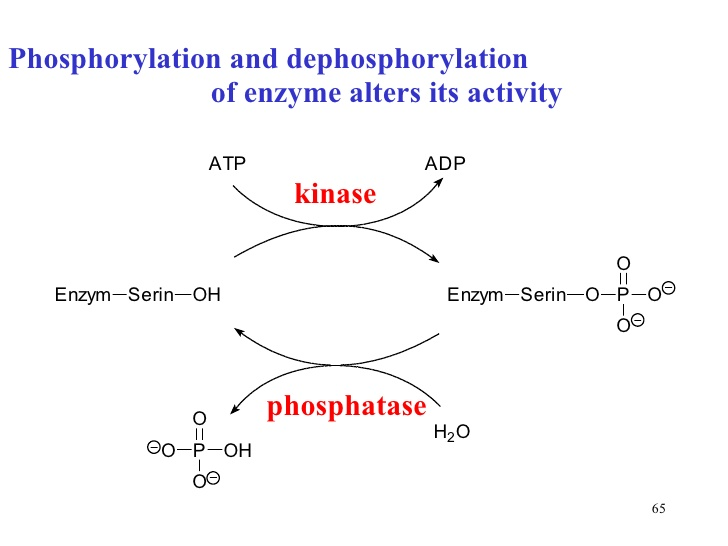 Phosphorylation and dephosphorylation
of enzyme alters its activity
ATP
ADP
kinase
Enzym—Serin—OH
O
Enzym—Serin—O—P—O⊖
O⊖
phosphatase
H₂O
O
⊖O—P—OH
O⊖
65